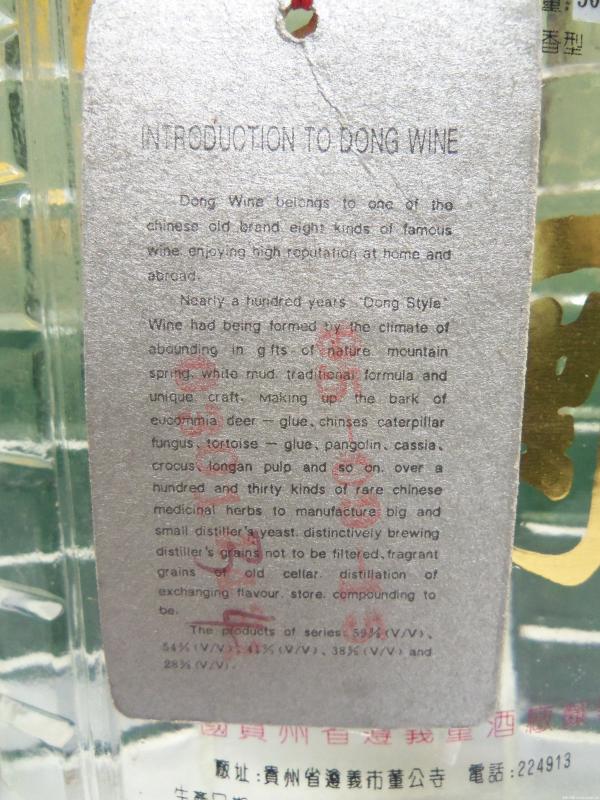 INTRODUCTION TO DONG WINE
Dong Wine belongs to one of the
chinese old brand eight kinds of famous
wine, enjoying high reputation at home and
abroad.
Nearly a hundred years "Dong Style"
Wine had being formed by the climate of
abounding in gifts of nature mountain
spring, white mud, traditional formula and
unique craft. Making up the bark of
eucommia deer — glue、chinses caterpillar
fungus、tortoise — glue、pangolin、cassia、
crocus、longan pulp and so on. over a
hundred and thirty kinds of rare chinese
medicinal herbs to manufacture big and
small distiller's yeast. distinctively brewing
distiller's grains not to be filtered、fragrant
grains of old cellar. distillation of
exchanging flavour. store. compounding to
be.
The products of series: 59% (V/V)、
54% (V/V)、41% (V/V)、38% (V/V) and
28% (V/V).
香型
國貴州省遵義董酒廠
廠址:貴州省遵義市董公寺 電話:224913
生產日期